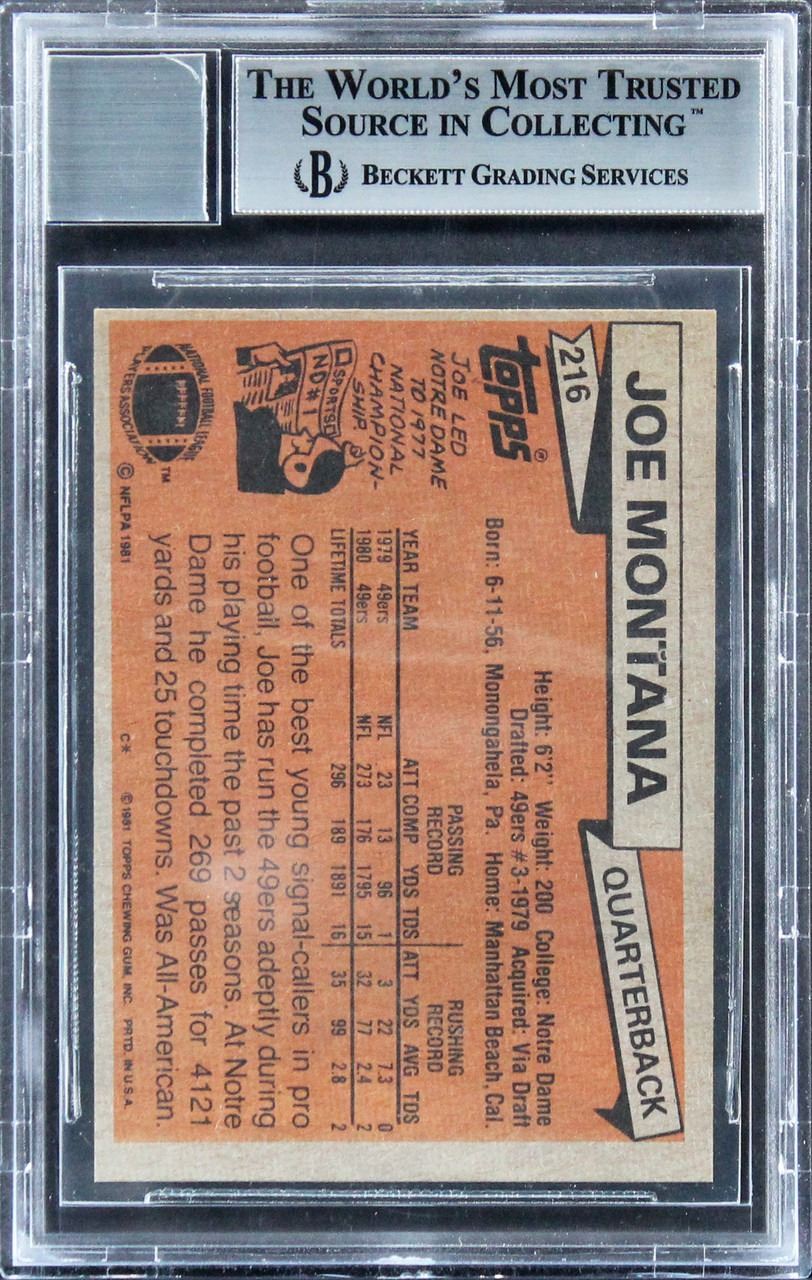 THE WORLD'S MOST TRUSTED
SOURCE IN COLLECTING™
B BECKETT GRADING SERVICES
JOE MONTANA
QUARTERBACK
216
topps®
Height: 6'2" Weight: 200 College: Notre Dame
Drafted: 49ers #3-1979 Acquired: Via Draft
Born: 6-11-56, Monongahela, Pa. Home: Manhattan Beach, Cal.
JOE LED
NOTRE DAME
TO 1977
NATIONAL
CHAMPION-
SHIP.
SPORTS
ND#1
PASSING RECORD RUSHING RECORD
YEAR TEAM ATT COMP YDS TDS ATT YDS AVG TDS
1979 49ers NFL 23 13 96 1 3 22 7.3 0
1980 49ers NFL 273 176 1795 15 32 77 2.4 2
LIFETIME TOTALS 296 189 1891 16 35 99 2.8 2
One of the best young signal-callers in pro
football, Joe has run the 49ers adeptly during
his playing time the past 2 seasons. At Notre
Dame he completed 269 passes for 4121
yards and 25 touchdowns. Was All-American.
NATIONAL FOOTBALL LEAGUE
PLAYERS ASSOCIATION
™
© NFLPA 1981
C* ©1981 TOPPS CHEWING GUM, INC. PRTD. IN U.S.A.